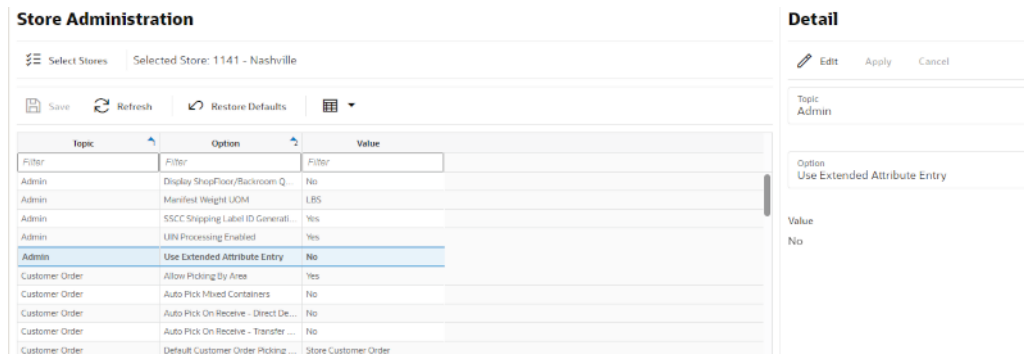 Store Administration
Select Stores Selected Store: 1141 - Nashville
Save Refresh Restore Defaults
Topic 1 Option 2 Value
Filter Filter Filter
Admin Display ShopFloor/Backroom Q... No
Admin Manifest Weight UOM LBS
Admin SSCC Shipping Label ID Generati... Yes
Admin UIN Processing Enabled Yes
Admin Use Extended Attribute Entry No
Customer Order Allow Picking By Area Yes
Customer Order Auto Pick Mixed Containers No
Customer Order Auto Pick On Receive - Direct De... No
Customer Order Auto Pick On Receive - Transfer ... No
Customer Order Default Customer Order Picking ... Store Customer Order
Detail
Edit Apply Cancel
Topic
Admin
Option
Use Extended Attribute Entry
Value
No